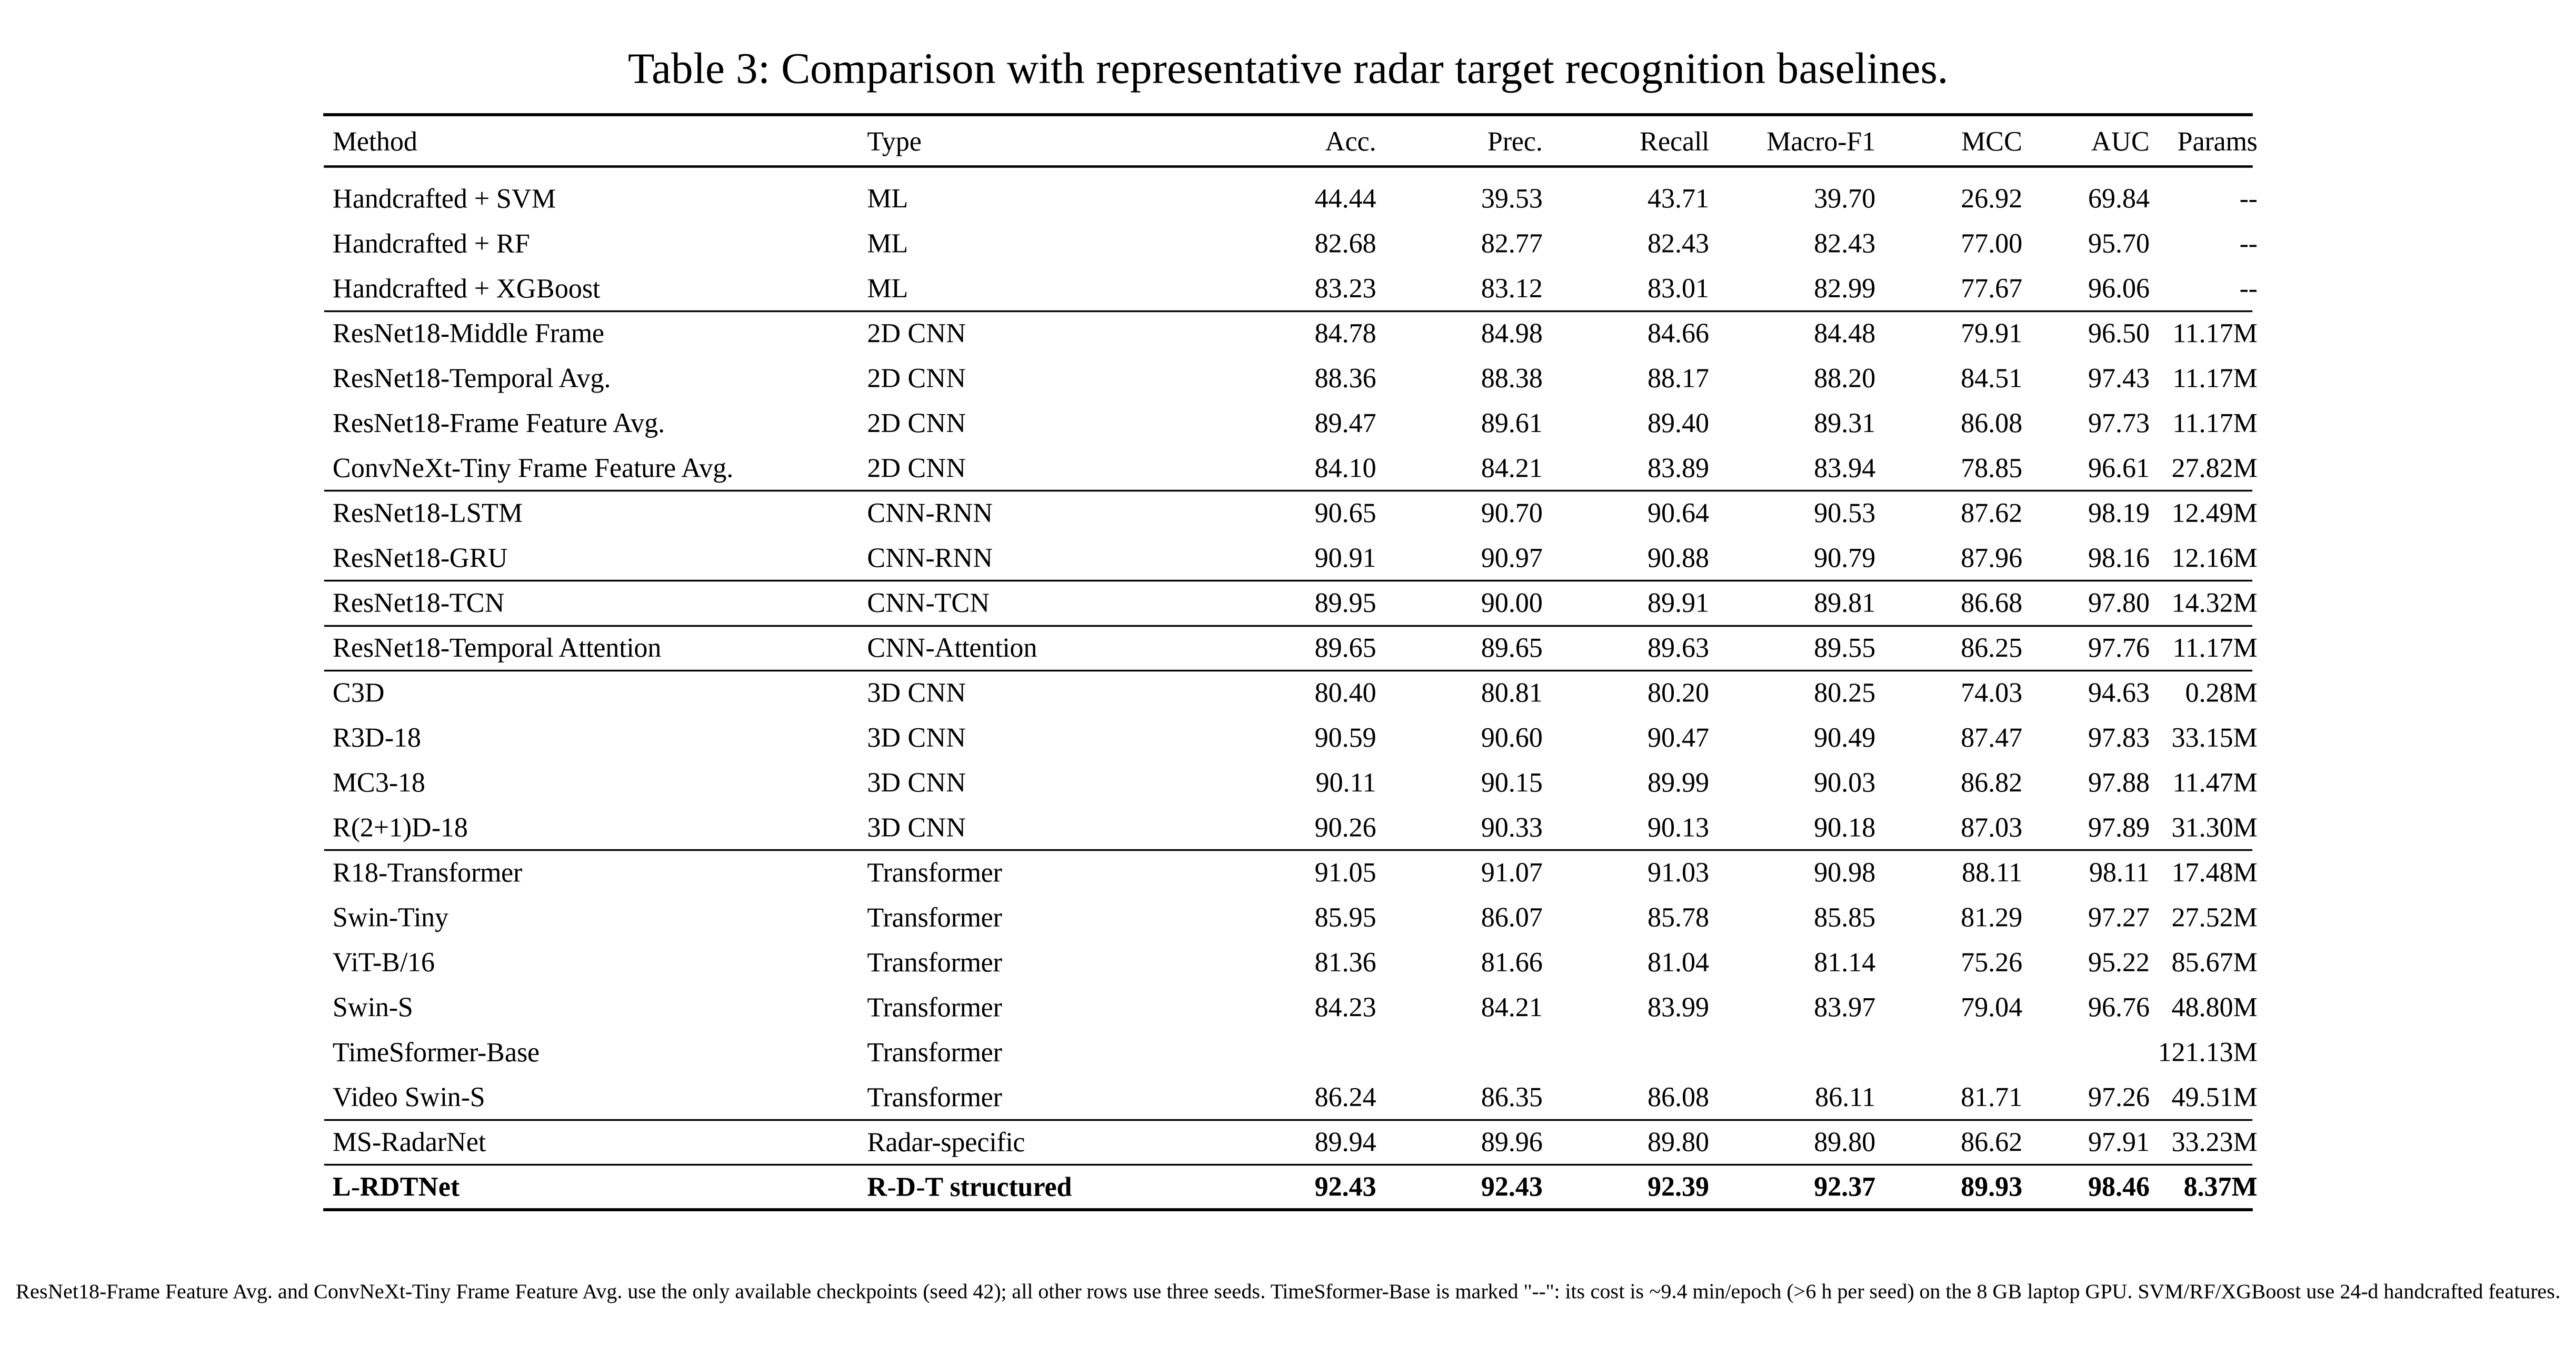 Table 3: Comparison with representative radar target recognition baselines.
Method Type Acc. Prec. Recall Macro-F1 MCC AUC Params
Handcrafted + SVM ML 44.44 39.53 43.71 39.70 26.92 69.84 --
Handcrafted + RF ML 82.68 82.77 82.43 82.43 77.00 95.70 --
Handcrafted + XGBoost ML 83.23 83.12 83.01 82.99 77.67 96.06 --
ResNet18-Middle Frame 2D CNN 84.78 84.98 84.66 84.48 79.91 96.50 11.17M
ResNet18-Temporal Avg. 2D CNN 88.36 88.38 88.17 88.20 84.51 97.43 11.17M
ResNet18-Frame Feature Avg. 2D CNN 89.47 89.61 89.40 89.31 86.08 97.73 11.17M
ConvNeXt-Tiny Frame Feature Avg. 2D CNN 84.10 84.21 83.89 83.94 78.85 96.61 27.82M
ResNet18-LSTM CNN-RNN 90.65 90.70 90.64 90.53 87.62 98.19 12.49M
ResNet18-GRU CNN-RNN 90.91 90.97 90.88 90.79 87.96 98.16 12.16M
ResNet18-TCN CNN-TCN 89.95 90.00 89.91 89.81 86.68 97.80 14.32M
ResNet18-Temporal Attention CNN-Attention 89.65 89.65 89.63 89.55 86.25 97.76 11.17M
C3D 3D CNN 80.40 80.81 80.20 80.25 74.03 94.63 0.28M
R3D-18 3D CNN 90.59 90.60 90.47 90.49 87.47 97.83 33.15M
MC3-18 3D CNN 90.11 90.15 89.99 90.03 86.82 97.88 11.47M
R(2+1)D-18 3D CNN 90.26 90.33 90.13 90.18 87.03 97.89 31.30M
R18-Transformer Transformer 91.05 91.07 91.03 90.98 88.11 98.11 17.48M
Swin-Tiny Transformer 85.95 86.07 85.78 85.85 81.29 97.27 27.52M
ViT-B/16 Transformer 81.36 81.66 81.04 81.14 75.26 95.22 85.67M
Swin-S Transformer 84.23 84.21 83.99 83.97 79.04 96.76 48.80M
TimeSformer-Base Transformer 121.13M
Video Swin-S Transformer 86.24 86.35 86.08 86.11 81.71 97.26 49.51M
MS-RadarNet Radar-specific 89.94 89.96 89.80 89.80 86.62 97.91 33.23M
L-RDTNet R-D-T structured 92.43 92.43 92.39 92.37 89.93 98.46 8.37M
ResNet18-Frame Feature Avg. and ConvNeXt-Tiny Frame Feature Avg. use the only available checkpoints (seed 42); all other rows use three seeds. TimeSformer-Base is marked "--": its cost is ~9.4 min/epoch (>6 h per seed) on the 8 GB laptop GPU. SVM/RF/XGBoost use 24-d handcrafted features.